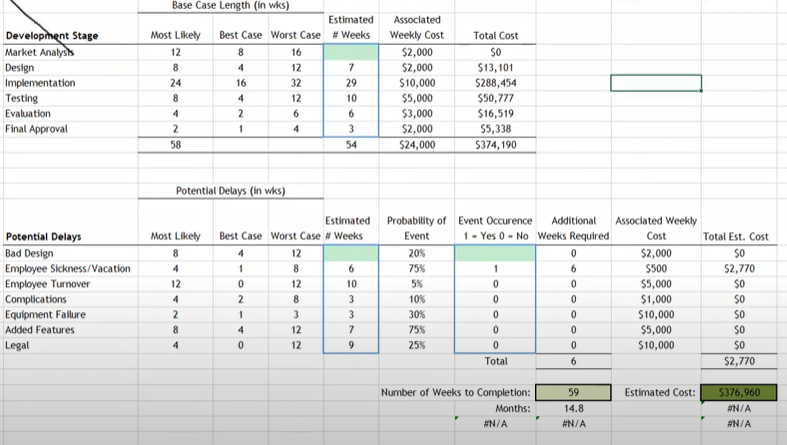 Base Case Length (in wks)
Estimated Associated
Development Stage Most Likely Best Case Worst Case # Weeks Weekly Cost Total Cost
Market Analysis 12 8 16 $2,000 $0
Design 8 4 12 7 $2,000 $13,101
Implementation 24 16 32 29 $10,000 $288,454
Testing 8 4 12 10 $5,000 $50,777
Evaluation 4 2 6 6 $3,000 $16,519
Final Approval 2 1 4 3 $2,000 $5,338
58 54 $24,000 $374,190
Potential Delays (in wks)
Estimated Probability of Event Occurence Additional Associated Weekly
Potential Delays Most Likely Best Case Worst Case # Weeks Event 1 - Yes 0 - No Weeks Required Cost Total Est. Cost
Bad Design 8 4 12 20% 0 $2,000 $0
Employee Sickness/Vacation 4 1 8 6 75% 1 6 $500 $2,770
Employee Turnover 12 0 12 10 5% 0 0 $5,000 $0
Complications 4 2 8 3 10% 0 0 $1,000 $0
Equipment Failure 2 1 3 3 30% 0 0 $10,000 $0
Added Features 8 4 12 7 75% 0 0 $5,000 $0
Legal 4 0 12 9 25% 0 0 $10,000 $0
Total 6 $2,770
Number of Weeks to Completion: 59 Estimated Cost: $376,960
Months: 14.8 #N/A
#N/A #N/A #N/A